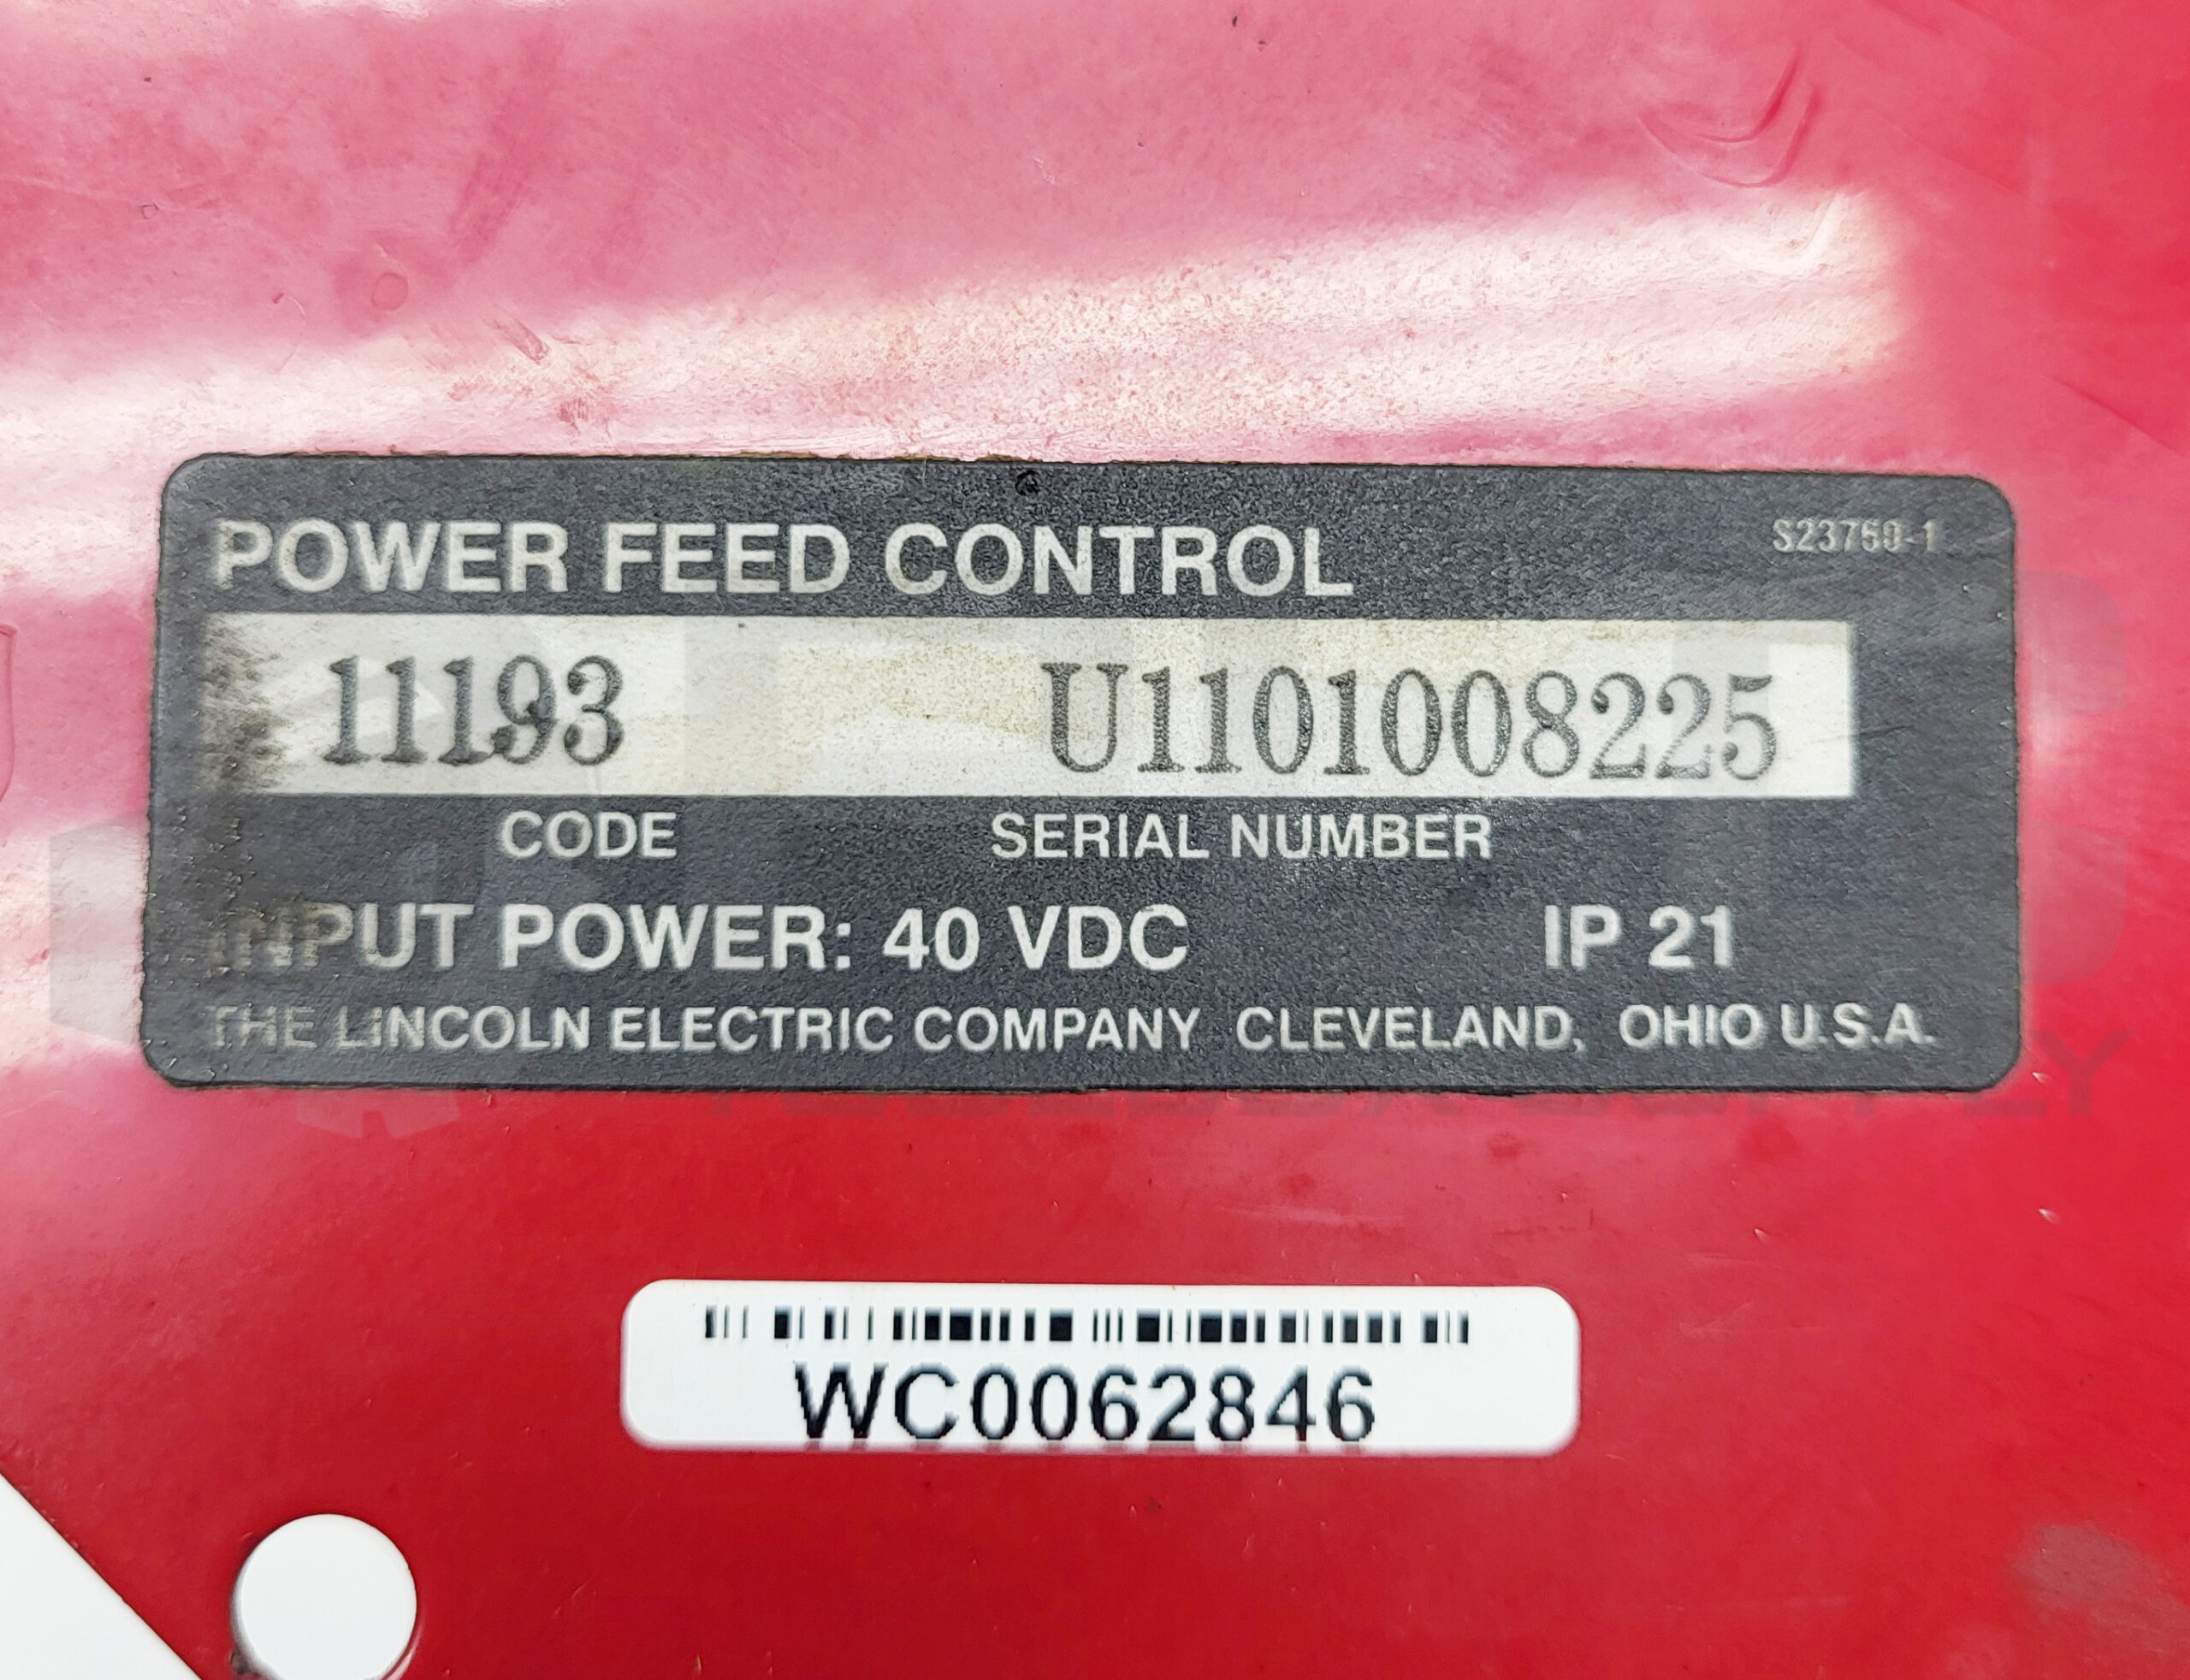 POWER FEED CONTROL S23760-1
11193 U1101008225
CODE SERIAL NUMBER
INPUT POWER: 40 VDC IP 21
THE LINCOLN ELECTRIC COMPANY CLEVELAND, OHIO U.S.A.
WC0062846